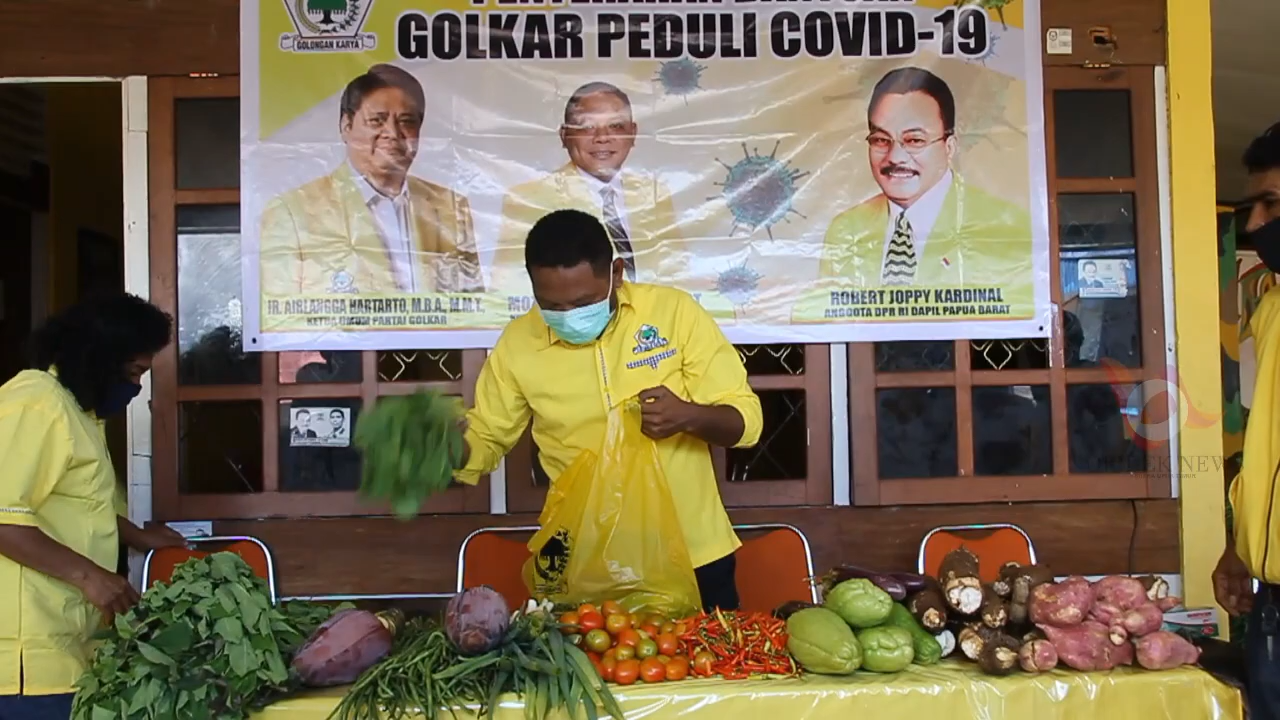 GOLONGAN KARYA
GOLKAR PEDULI COVID-19
IR. AIRLANGGA HARTARTO, M.B.A., M.M.T.,
KETUA UMUM PARTAI GOLKAR
ROBERT JOPPY KARDINAL
ANGGOTA DPR RI DAPIL PAPUA BARAT